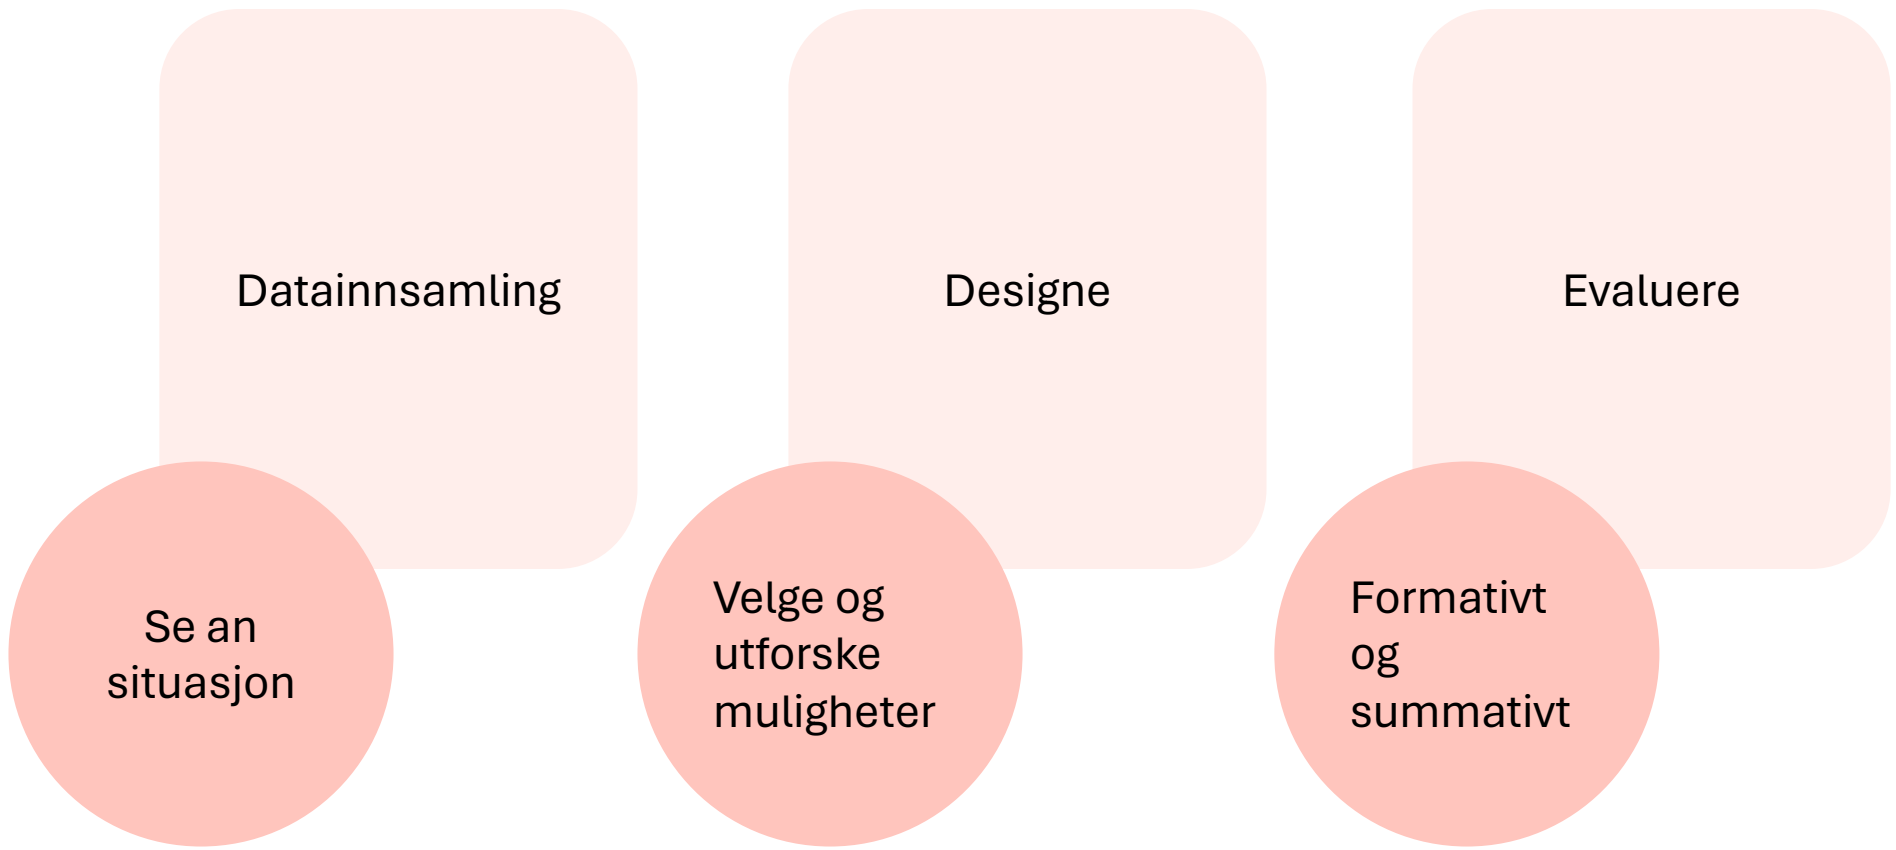 Datainnsamling
Designe
Evaluere
Se an
situasjon
Velge og
utforske
muligheter
Formativt
og
summativt